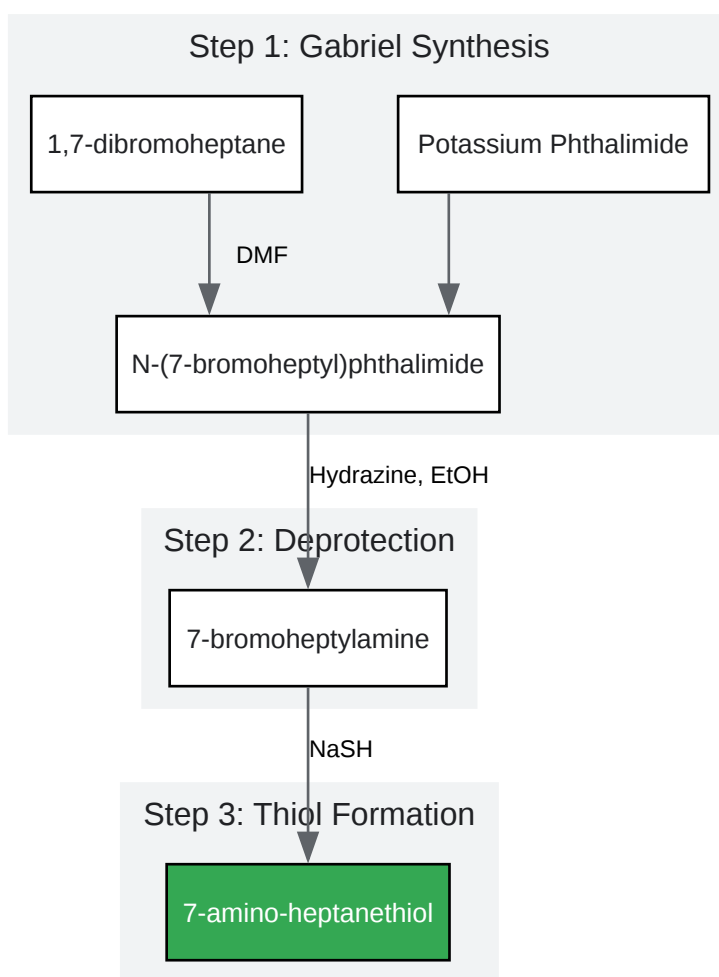 Step 1: Gabriel Synthesis
1,7-dibromoheptane
Potassium Phthalimide
DMF
N-(7-bromoheptyl)phthalimide
Hydrazine, EtOH
Step 2: Deprotection
7-bromoheptylamine
NaSH
Step 3: Thiol Formation
7-amino-heptanethiol